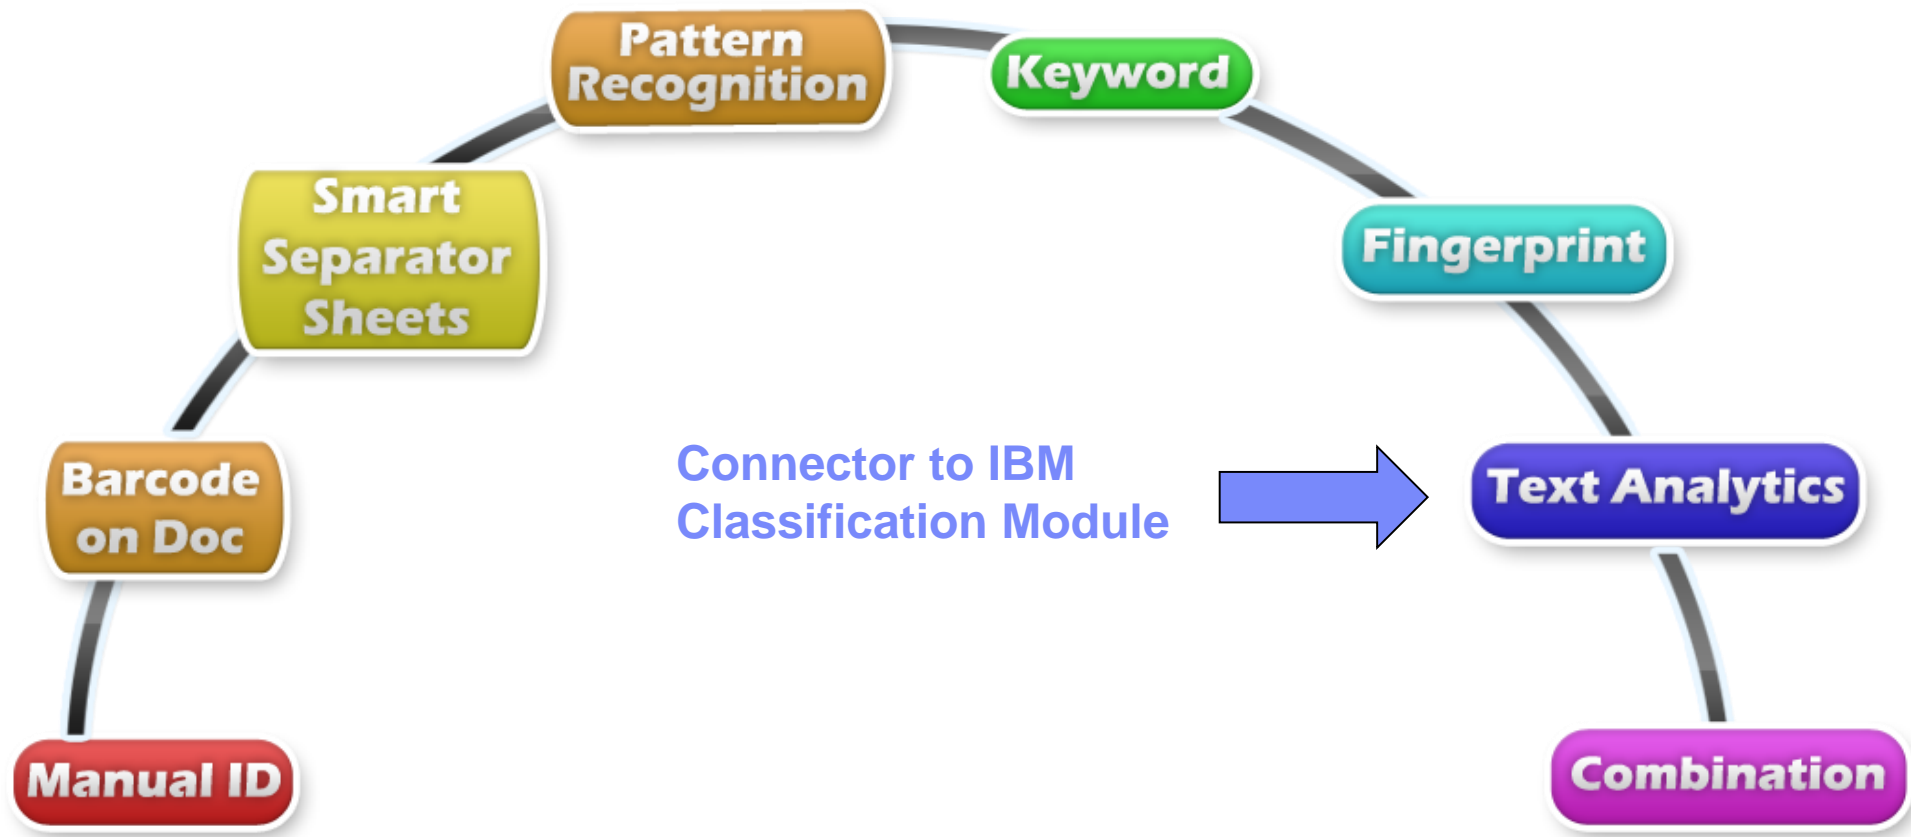 Pattern
Recognition
Keyword
Smart
Separator
Sheets
Fingerprint
Barcode
on Doc
Connector to IBM
Classification Module
Text Analytics
Manual ID
Combination